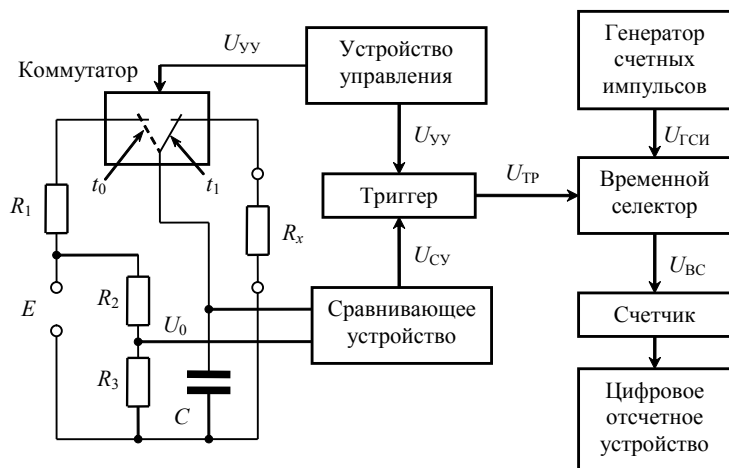 Коммутатор
U_УУ
Устройство
управления
Генератор
счетных
импульсов
U_УУ
U_ГСИ
t_0
t_1
R_1
R_x
Триггер
U_ТР
Временной
селектор
U_СУ
U_ВС
E
R_2
U_0
R_3
C
Сравнивающее
устройство
Счетчик
Цифровое
отсчетное
устройство